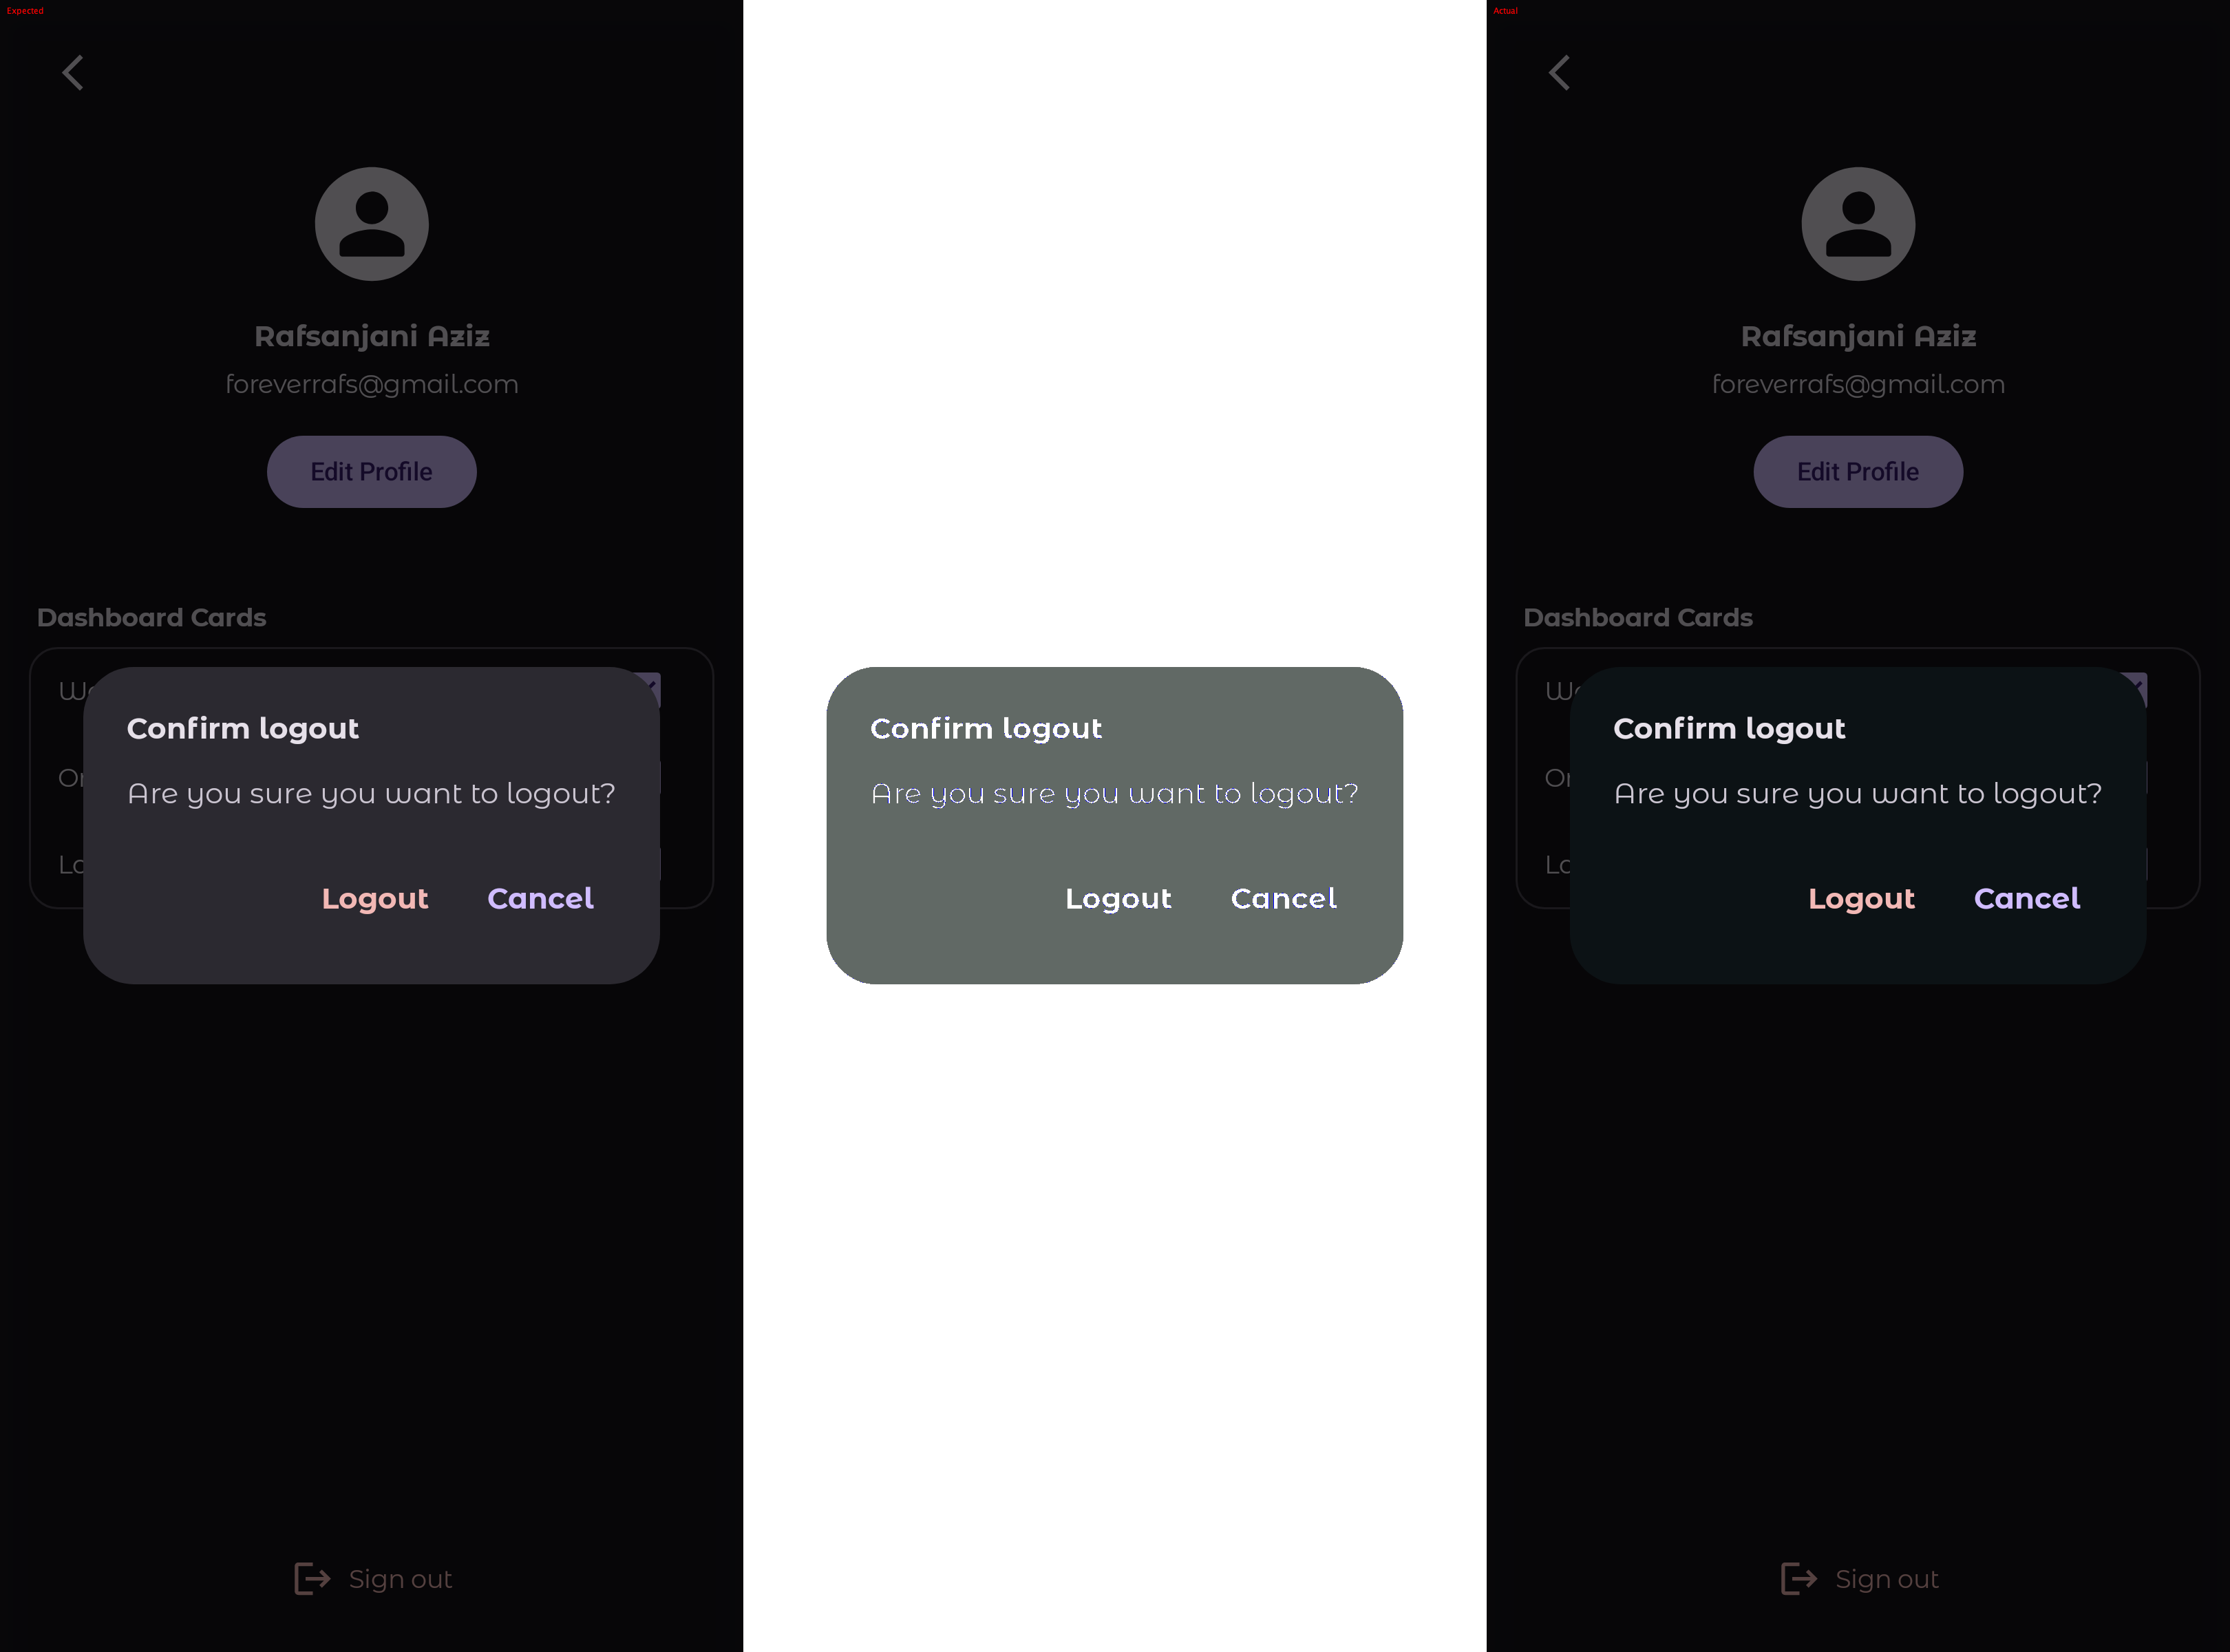 Expected
Rafsanjani Aziz
foreverrafs@gmail.com
Edit Profile
Dashboard Cards
Confirm logout
Are you sure you want to logout?
Logout Cancel
Sign out
Confirm logout
Are you sure you want to logout?
Logout Cancel
Actual
Rafsanjani Aziz
foreverrafs@gmail.com
Edit Profile
Dashboard Cards
Confirm logout
Are you sure you want to logout?
Logout Cancel
Sign out